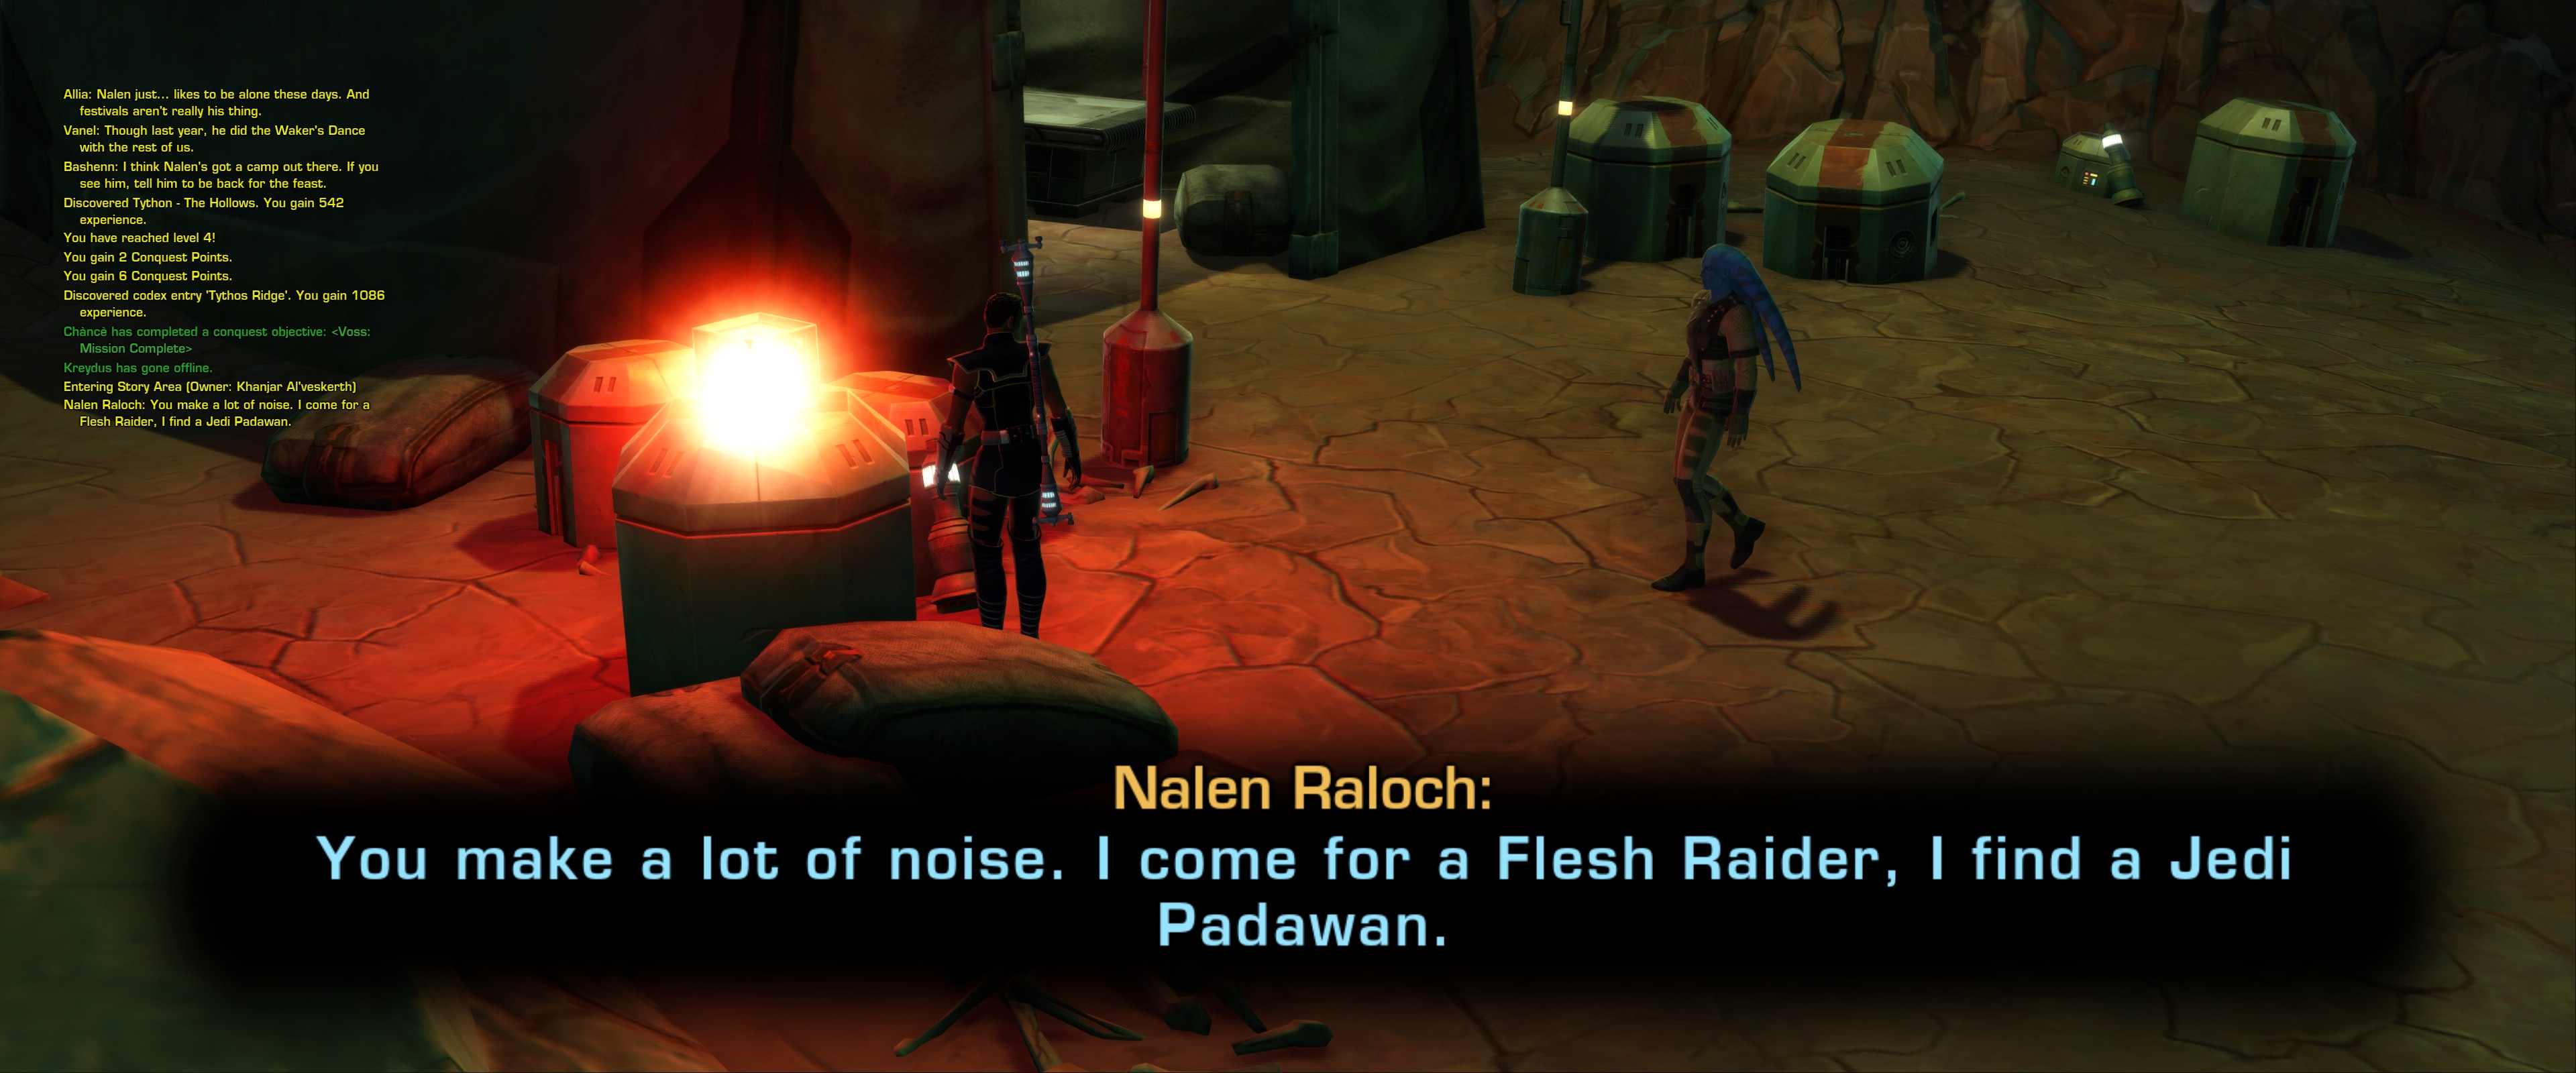 Allia: Nalen just... likes to be alone these days. And
festivals aren't really his thing.
Vanel: Though last year, he did the Waker's Dance
with the rest of us.
Bashenn: I think Nalen's got a camp out there. If you
see him, tell him to be back for the feast.
Discovered Tython - The Hollows. You gain 542
experience.
You have reached level 4!
You gain 2 Conquest Points.
You gain 6 Conquest Points.
Discovered codex entry 'Tythos Ridge'. You gain 1086
experience.
Chàncè has completed a conquest objective: <Voss:
Mission Complete>
Kreydus has gone offline.
Entering Story Area (Owner: Khanjar Al'veskerth)
Nalen Raloch: You make a lot of noise. I come for a
Flesh Raider, I find a Jedi Padawan.
Nalen Raloch:
You make a lot of noise. I come for a Flesh Raider, I find a Jedi
Padawan.